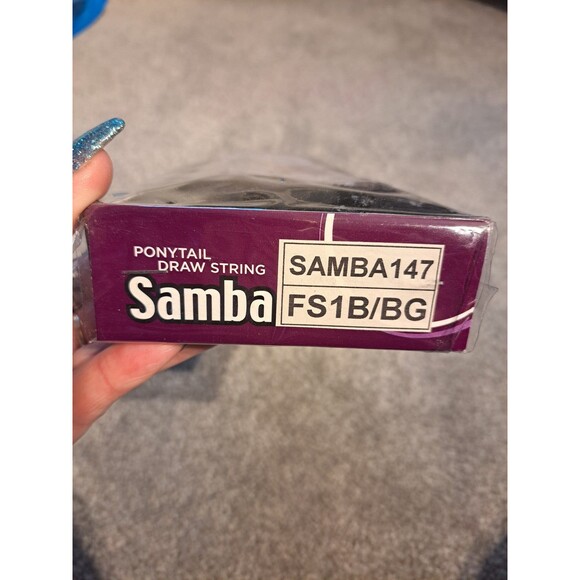 PONYTAIL
DRAW STRING
Samba
SAMBA147
FS1B/BG